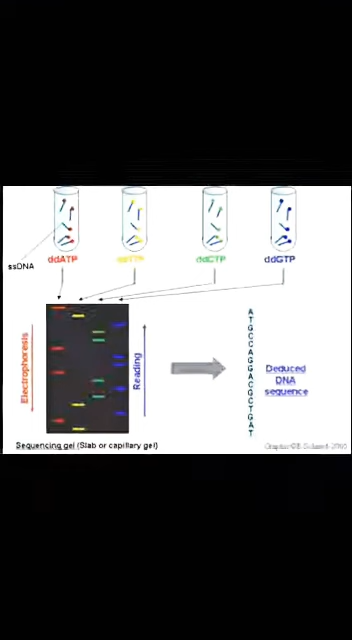 ddATP
ddCTP
ddGTP
ssDNA
Electrophoresis
Reading
A
T
G
C
C
A
G
G
A
C
G
C
T
G
A
T
Deduced
DNA
sequence
Sequencing gel (Slab or capillary gel)